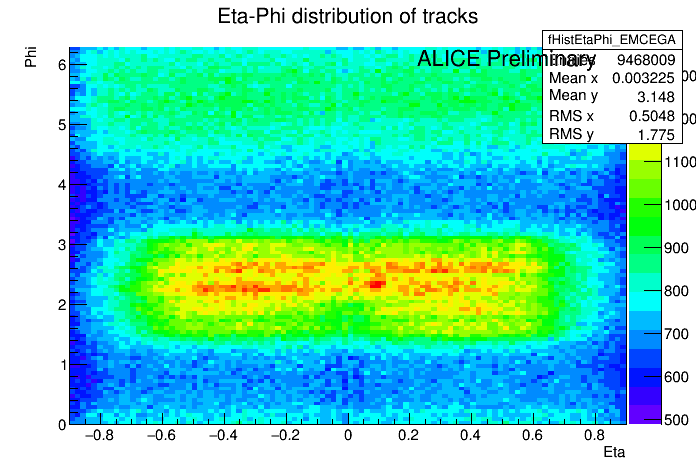 Eta-Phi distribution of tracks
fHistEtaPhi_EMCEGA
ALICE Preliminary
9468009
Mean x 0.003225
Mean y 3.148
RMS x 0.5048
RMS y 1.775
Phi
6
5
4
3
2
1
0
−0.8 −0.6 −0.4 −0.2 0 0.2 0.4 0.6 0.8
Eta
1100
1000
900
800
700
600
500